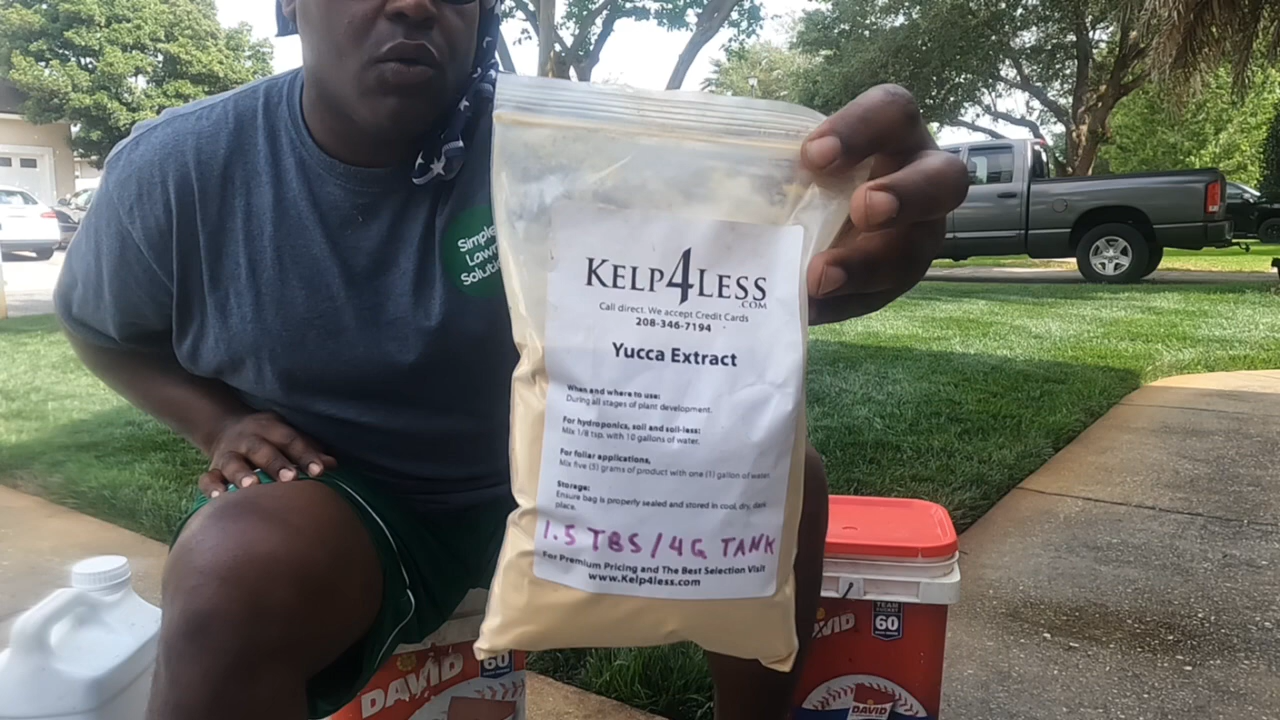 Simple
Lawn
Soluti
KELP4LESS
.COM
Call direct. We accept Credit Cards
208-346-7194
Yucca Extract
When and where to use:
During all stages of plant development.
For hydroponics, soil and soil-less:
Mix 1/8 tsp. with 10 gallons of water.
For foliar applications,
Mix five (5) grams of product with one (1) gallon of water.
Storage:
Ensure bag is properly sealed and stored in cool, dry, dark
place.
1.5 TBS/4G TANK
For Premium Pricing and The Best Selection Visit
www.Kelp4less.com
DAVID
60
VID
TEAM
60
DAVID